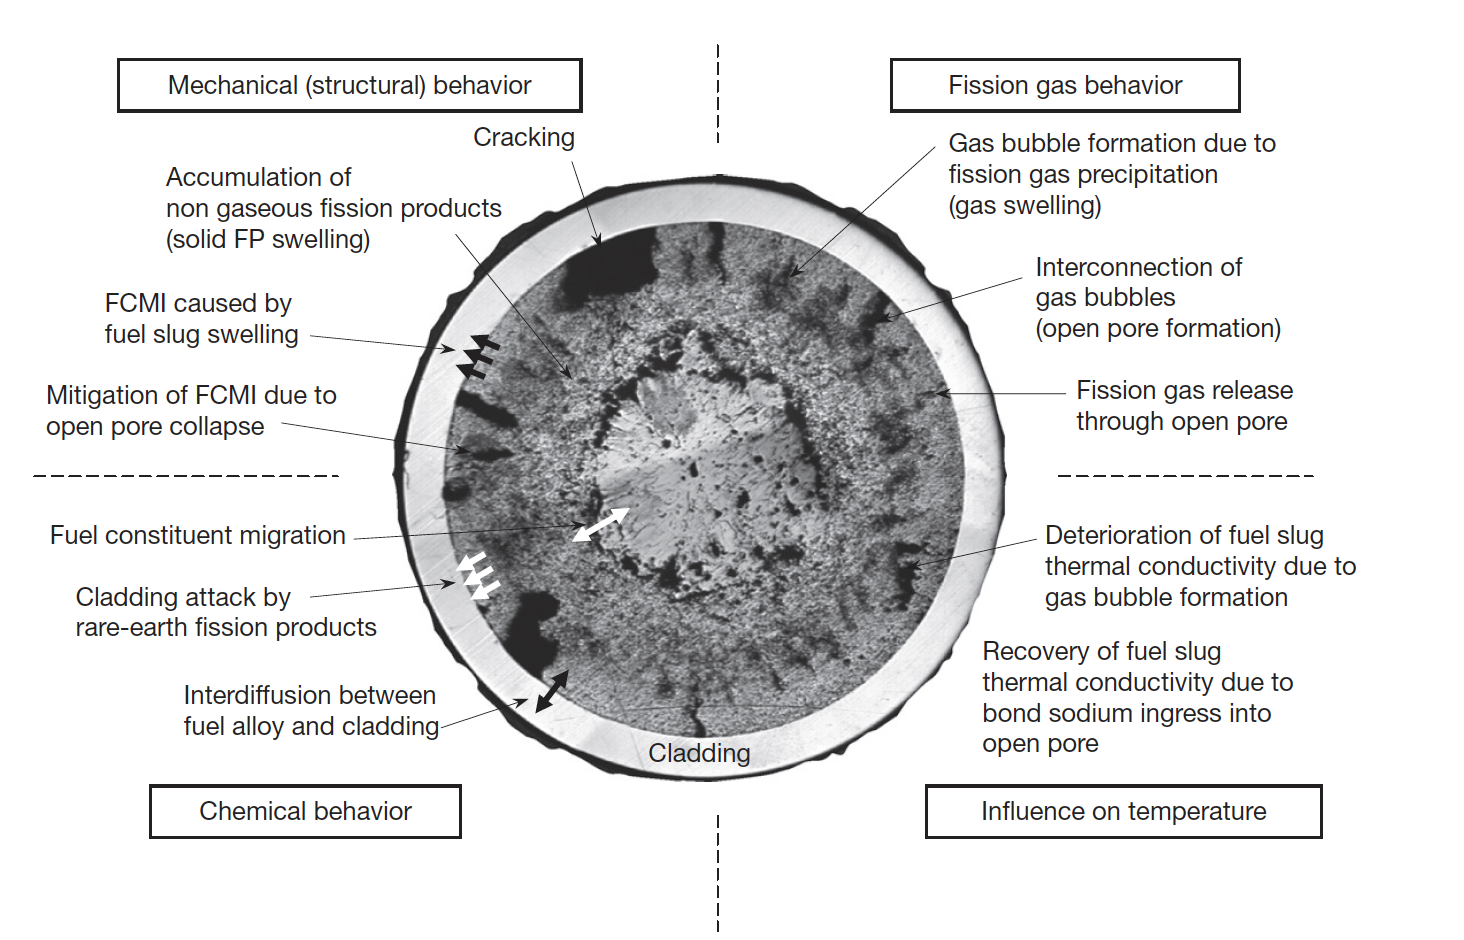 Mechanical (structural) behavior
Cracking
Accumulation of
non gaseous fission products
(solid FP swelling)
FCMI caused by
fuel slug swelling
Mitigation of FCMI due to
open pore collapse
Fission gas behavior
Gas bubble formation due to
fission gas precipitation
(gas swelling)
Interconnection of
gas bubbles
(open pore formation)
Fission gas release
through open pore
Fuel constituent migration
Cladding attack by
rare-earth fission products
Interdiffusion between
fuel alloy and cladding
Cladding
Chemical behavior
Deterioration of fuel slug
thermal conductivity due to
gas bubble formation
Recovery of fuel slug
thermal conductivity due to
bond sodium ingress into
open pore
Influence on temperature